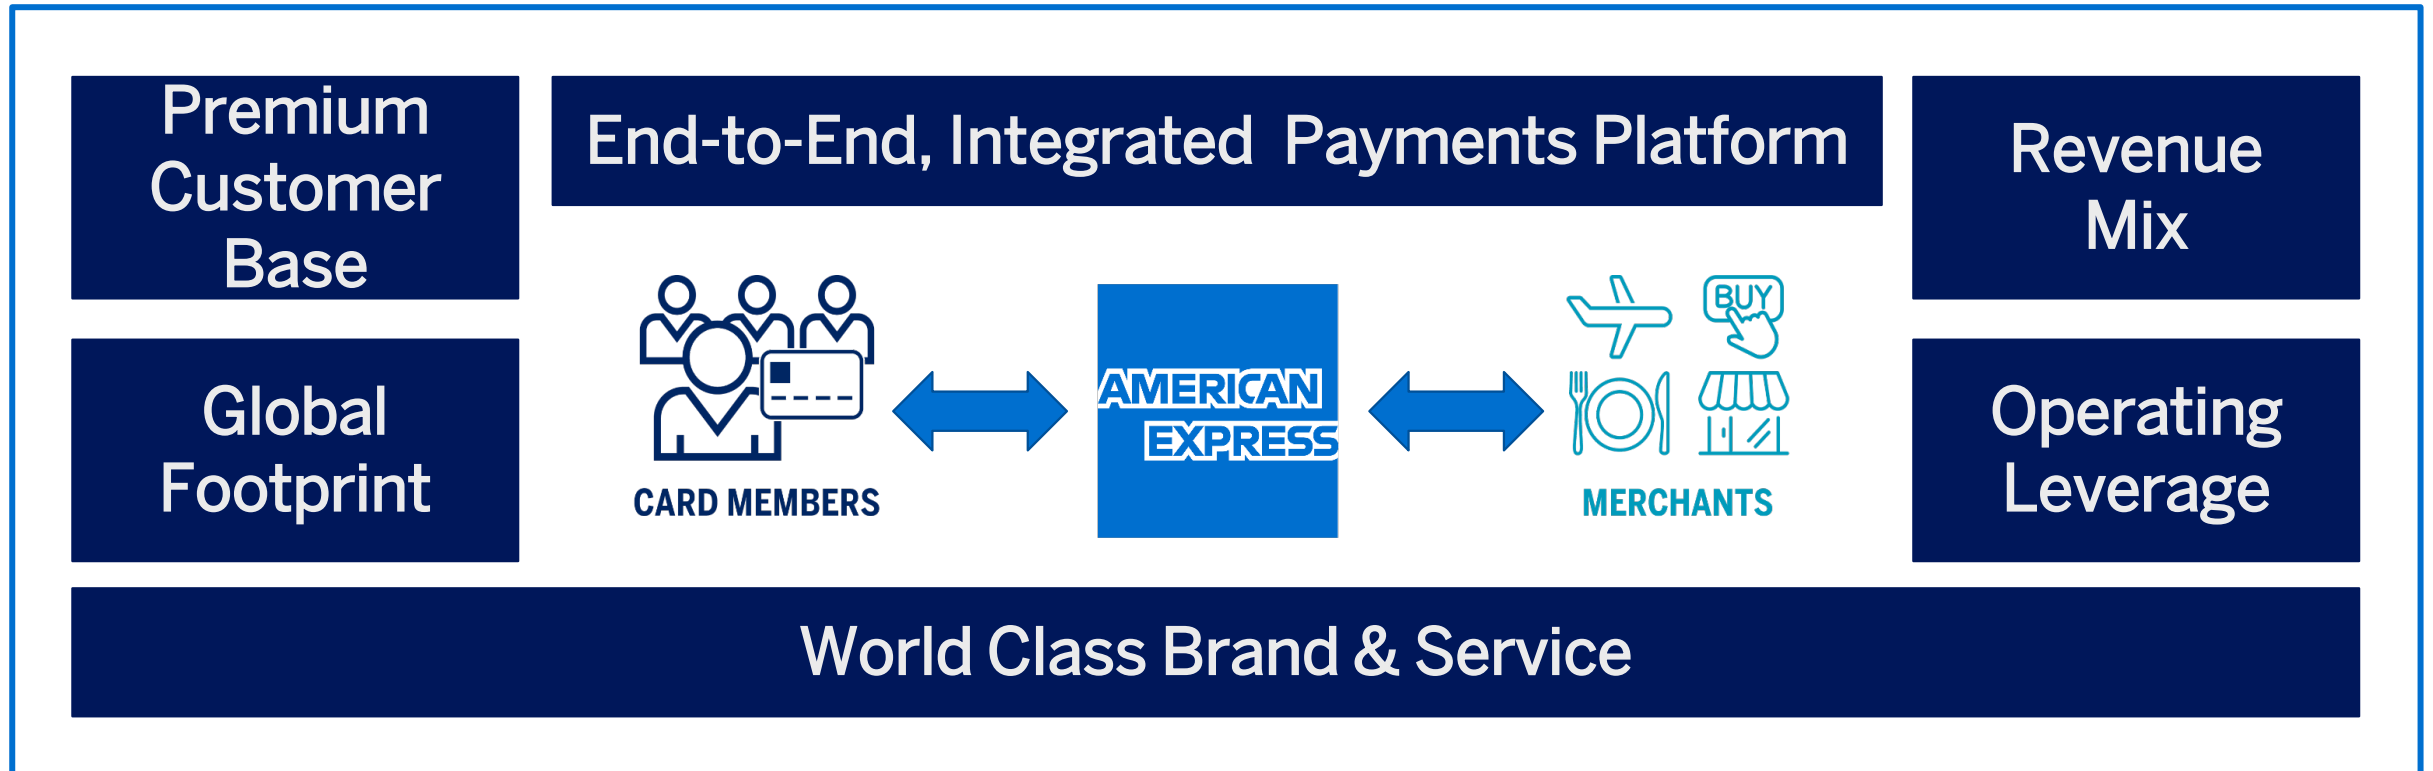 Premium
Customer
Base
End-to-End, Integrated  Payments Platform
Revenue
Mix
Global
Footprint
CARD MEMBERS
AMERICAN
EXPRESS
BUY
MERCHANTS
Operating
Leverage
World Class Brand & Service